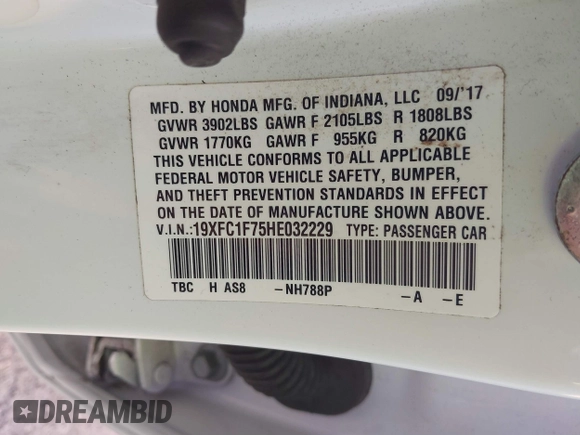 MFD. BY HONDA MFG. OF INDIANA, LLC 09/'17
GVWR 3902LBS GAWR F 2105LBS R 1808LBS
GVWR 1770KG GAWR F 955KG R 820KG
THIS VEHICLE CONFORMS TO ALL APPLICABLE
FEDERAL MOTOR VEHICLE SAFETY, BUMPER,
AND THEFT PREVENTION STANDARDS IN EFFECT
ON THE DATE OF MANUFACTURE SHOWN ABOVE.
V.I.N.:19XFC1F75HE032229 TYPE: PASSENGER CAR
TBC H AS8 -NH788P -A -E
DREAMBID